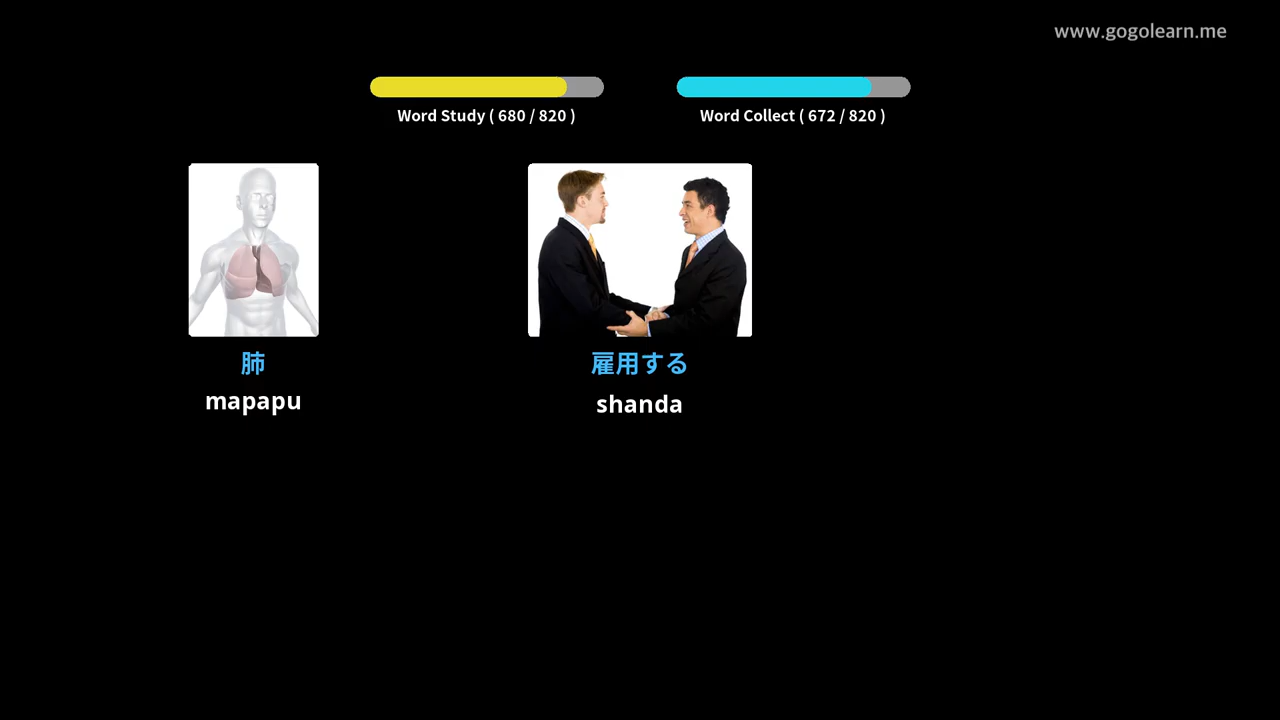 www.gogolearn.me
Word Study ( 680 / 820 )
Word Collect ( 672 / 820 )
肺
mapapu
雇用する
shanda